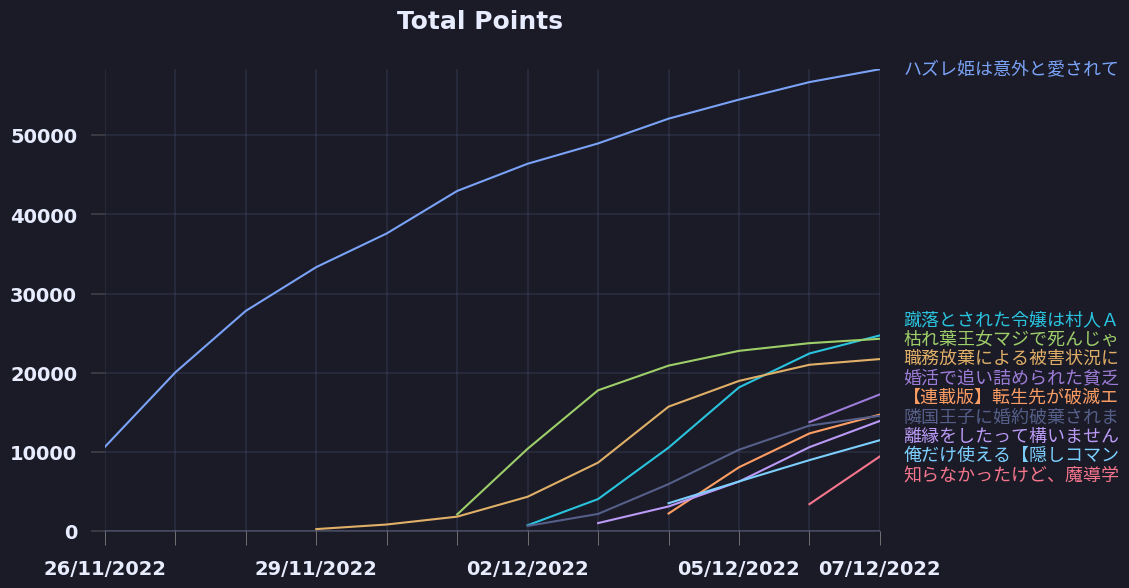 Total Points
ハズレ姫は意外と愛されて
50000
40000
30000
蹴落とされた令嬢は村人A
枯れ葉王女マジで死んじゃ
職務放棄による被害状況に
20000
婚活で追い詰められた貧乏
【連載版】転生先が破滅エ
隣国王子に婚約破棄されま
離縁をしたって構いません
10000
俺だけ使える【隠しコマン
知らなかったけど、魔導学
0
26/11/2022 29/11/2022 02/12/2022 05/12/2022 07/12/2022